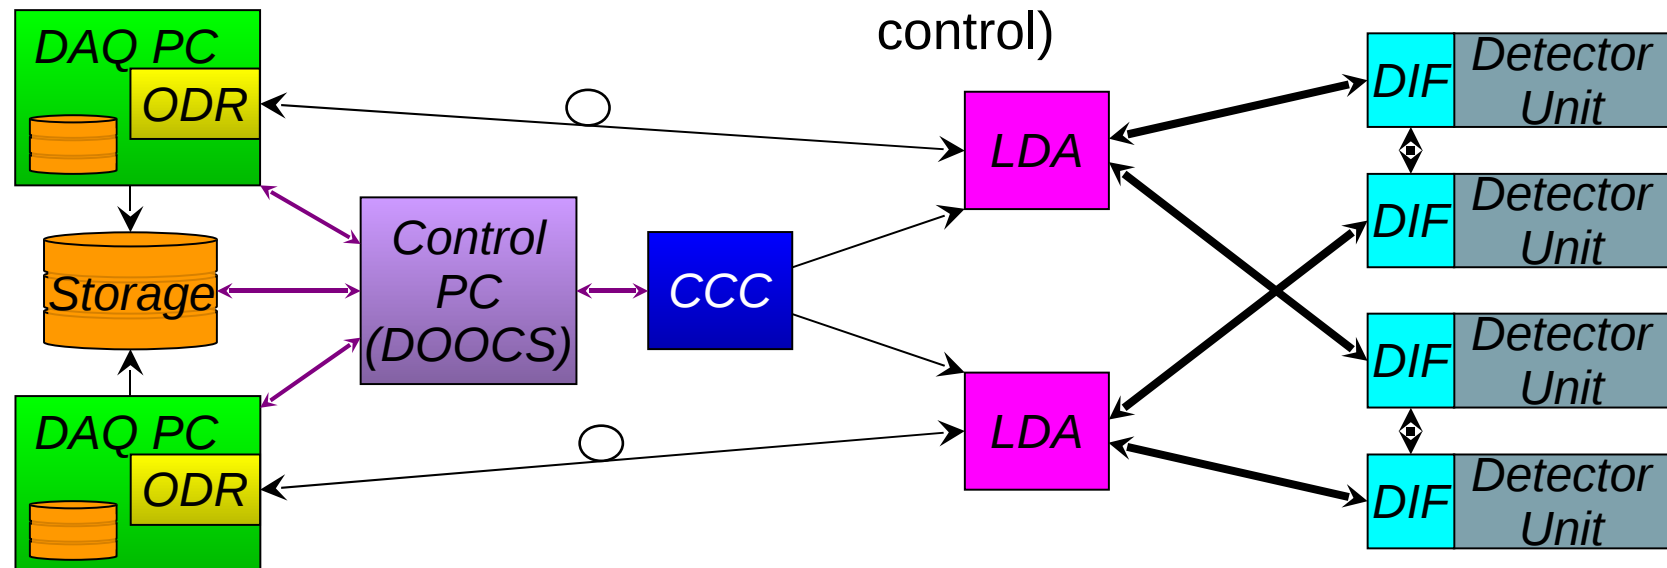 control)
DAQ PC
ODR
Storage
DAQ PC
ODR
Control
PC
(DOOCS)
CCC
LDA
LDA
DIF
Detector
Unit
DIF
Detector
Unit
DIF
Detector
Unit
DIF
Detector
Unit